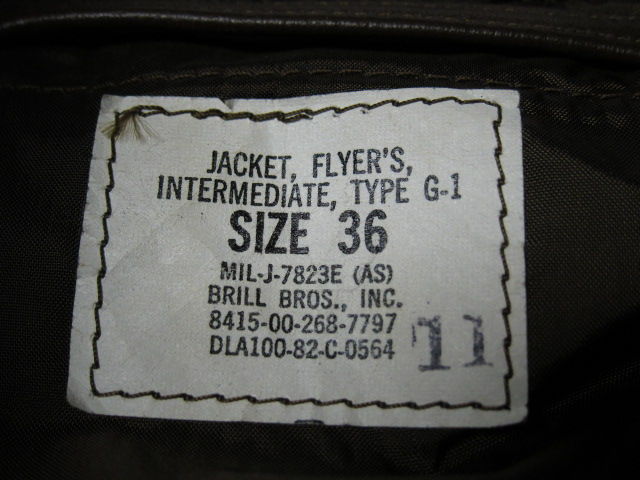 JACKET, FLYER'S,
INTERMEDIATE, TYPE G-1
SIZE 36
MIL-J-7823E (AS)
BRILL BROS., INC.
8415-00-268-7797
DLA100-82-C-0564
11